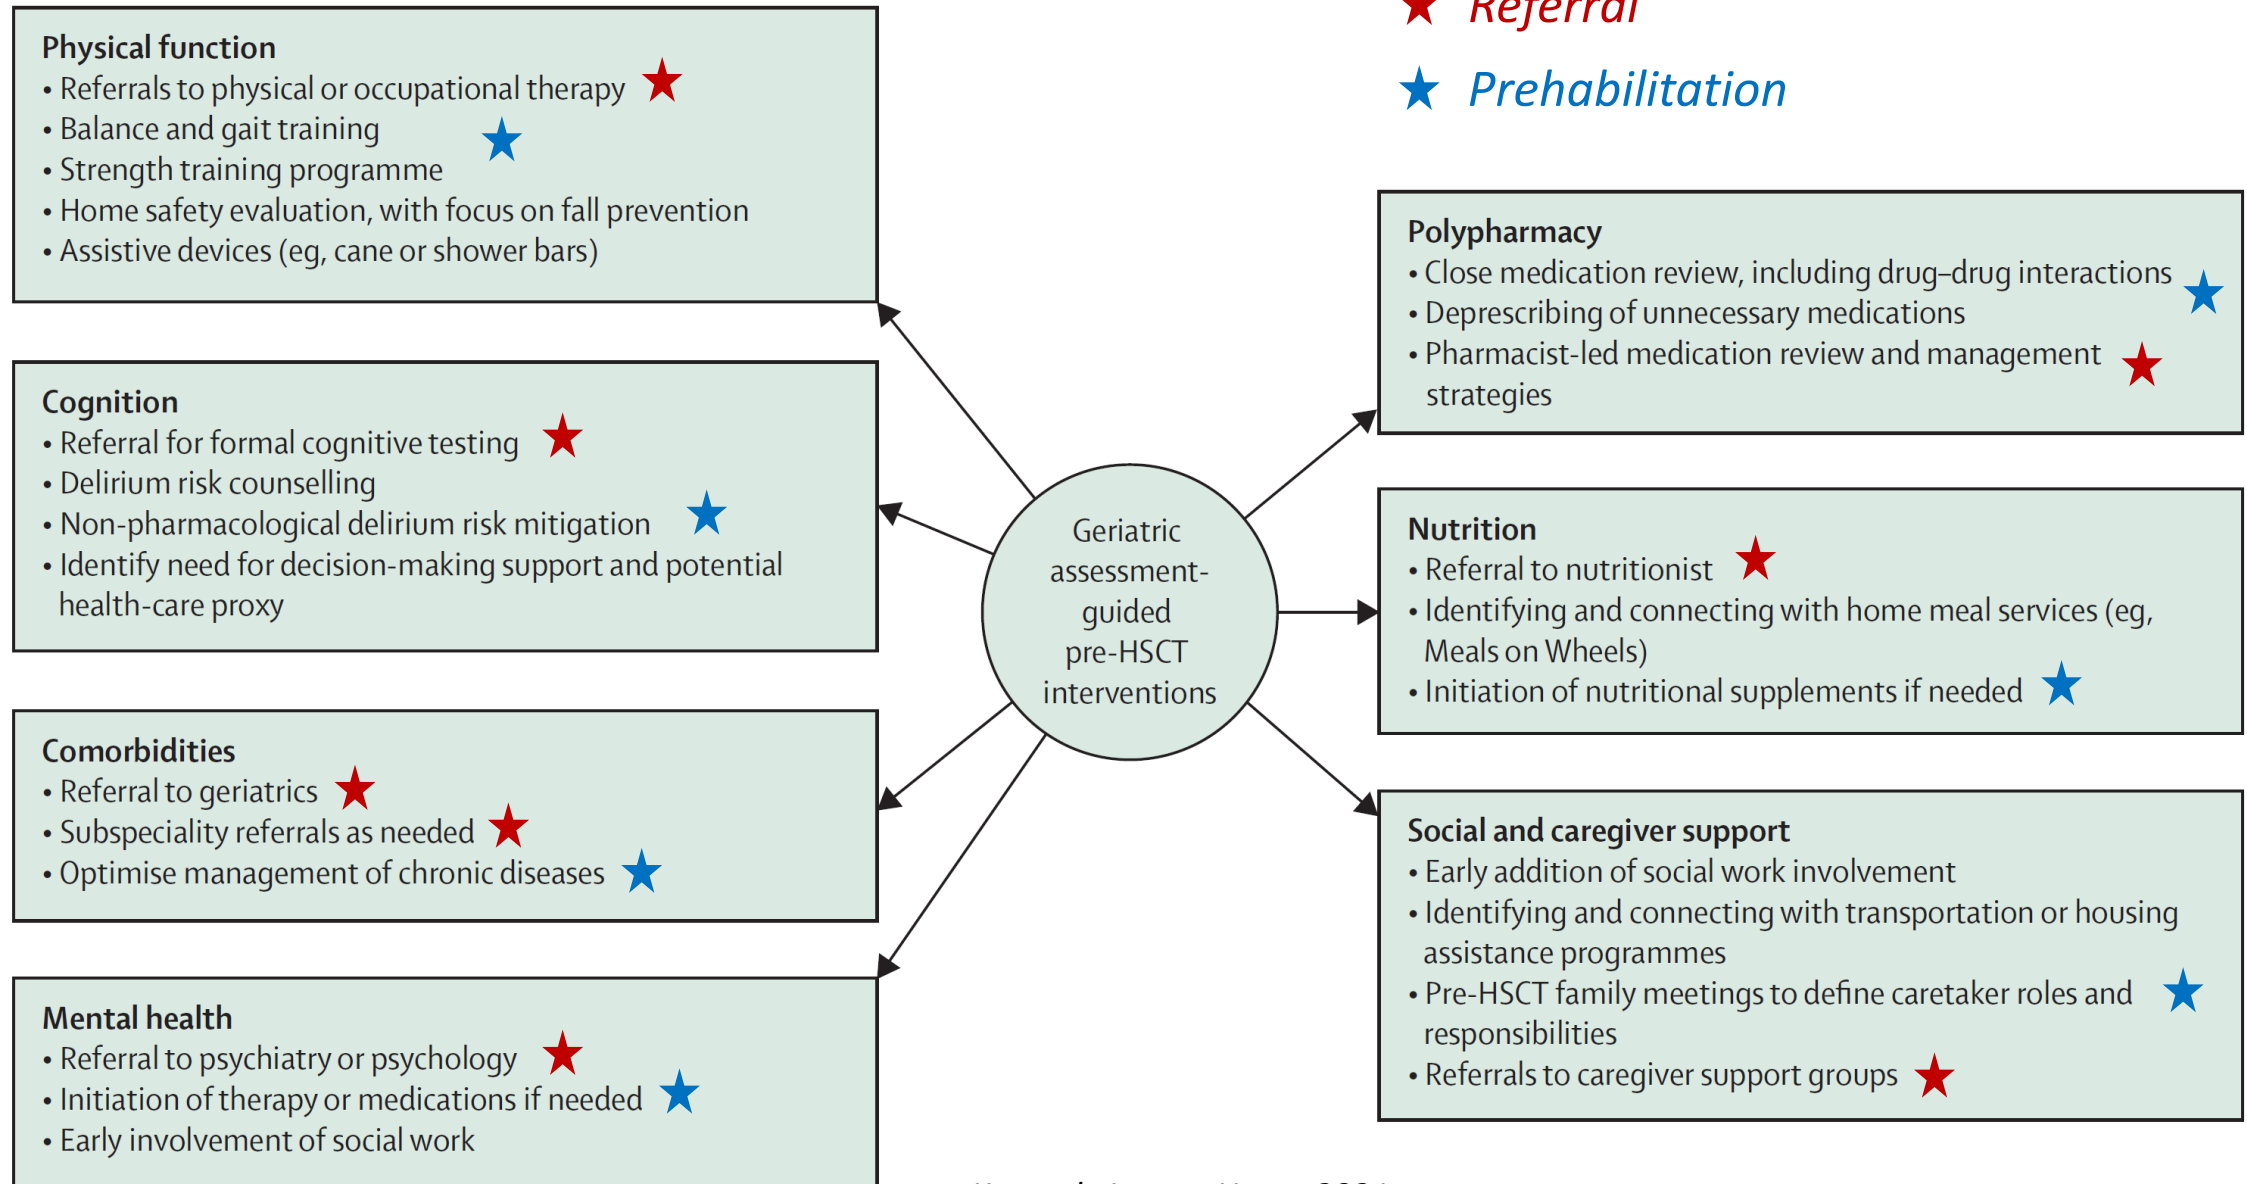 Referral
Prehabilitation
Physical function
• Referrals to physical or occupational therapy
• Balance and gait training
• Strength training programme
• Home safety evaluation, with focus on fall prevention
• Assistive devices (eg, cane or shower bars)
Cognition
• Referral for formal cognitive testing
• Delirium risk counselling
• Non-pharmacological delirium risk mitigation
• Identify need for decision-making support and potential
health-care proxy
Comorbidities
• Referral to geriatrics
• Subspeciality referrals as needed
• Optimise management of chronic diseases
Mental health
• Referral to psychiatry or psychology
• Initiation of therapy or medications if needed
• Early involvement of social work
Geriatric
assessment-
guided
pre-HSCT
interventions
Polypharmacy
• Close medication review, including drug–drug interactions
• Deprescribing of unnecessary medications
• Pharmacist-led medication review and management
strategies
Nutrition
• Referral to nutritionist
• Identifying and connecting with home meal services (eg,
Meals on Wheels)
• Initiation of nutritional supplements if needed
Social and caregiver support
• Early addition of social work involvement
• Identifying and connecting with transportation or housing
assistance programmes
• Pre-HSCT family meetings to define caretaker roles and
responsibilities
• Referrals to caregiver support groups